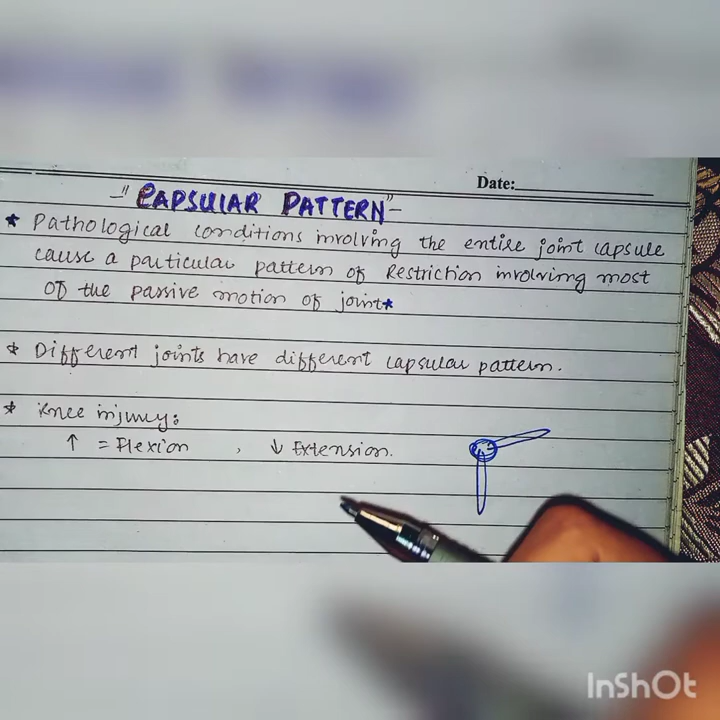 Date:
-"CAPSULAR PATTERN"-
* Pathological conditions involving the entire joint capsule
cause a particular pattern of Restriction involving most
of the passive motion of joint*
* Different joints have different capsular pattern.
* Knee injury:
↑ = Flexion , ↓ Extension.
InShOt